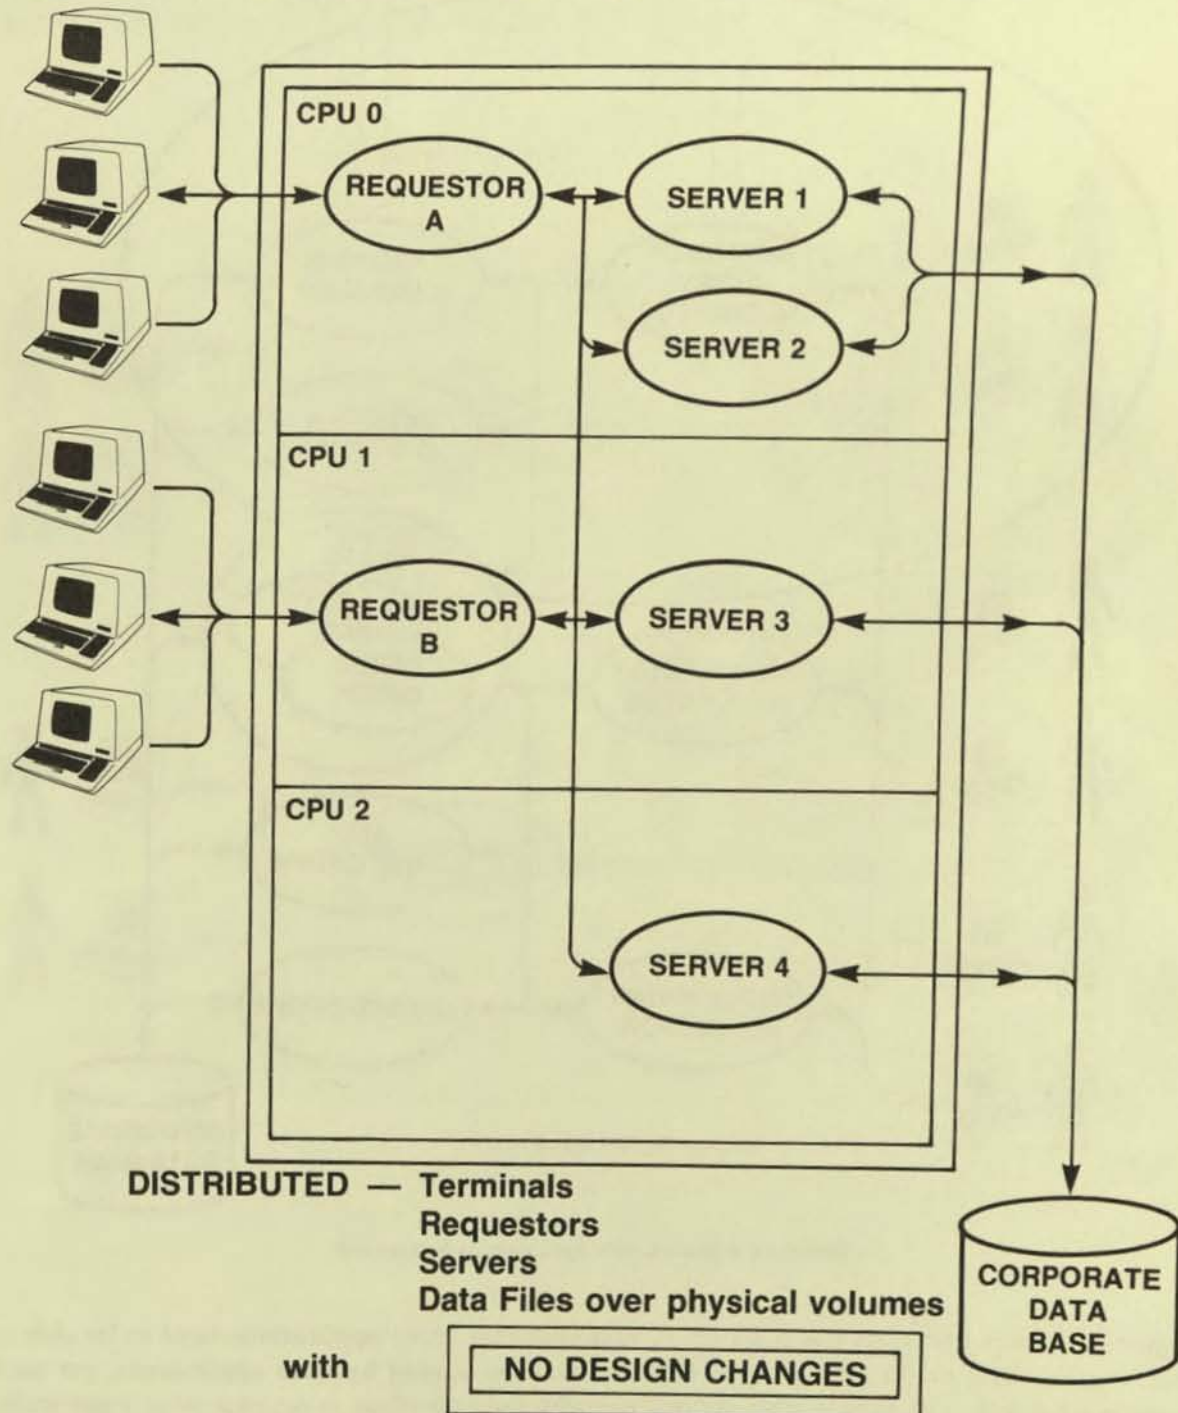 CPU 0
REQUESTOR
A
SERVER 1
SERVER 2
CPU 1
REQUESTOR
B
SERVER 3
CPU 2
SERVER 4
DISTRIBUTED — Terminals
Requestors
Servers
Data Files over physical volumes
with NO DESIGN CHANGES
CORPORATE
DATA
BASE